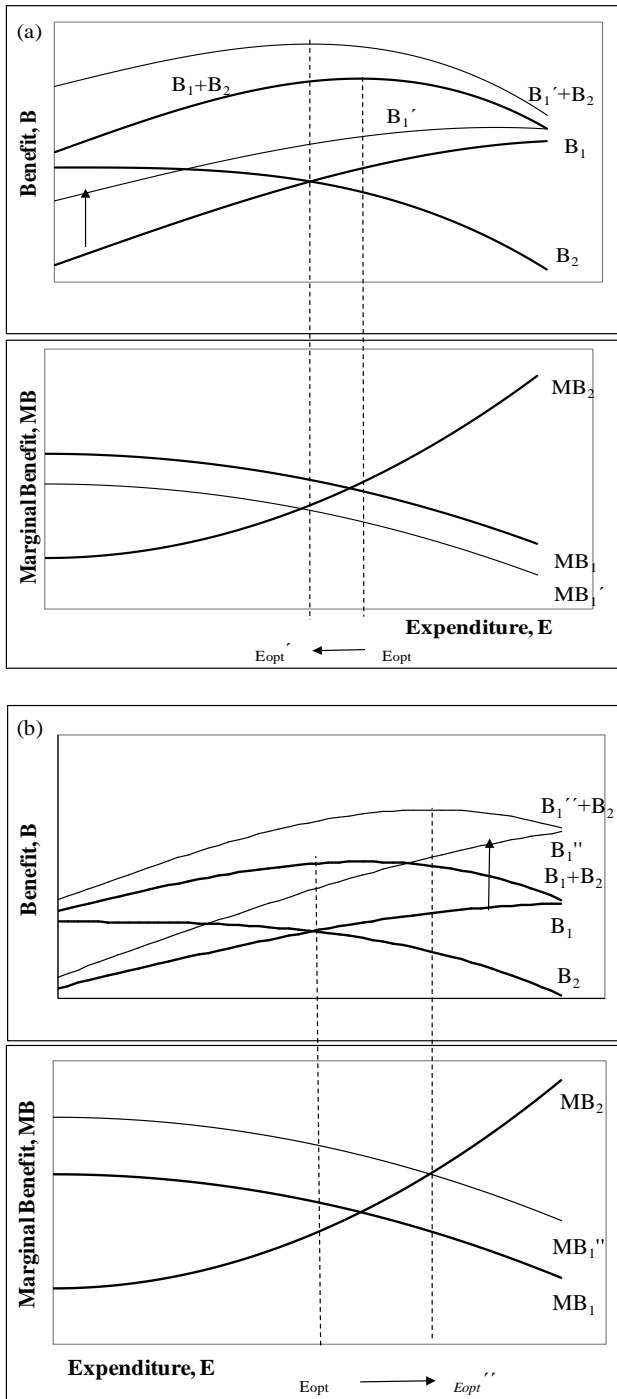 (a)
B₁+B₂
B₁´+B₂
B₁´
B₁
B₂
Benefit, B
MB₂
MB₁
MB₁´
Marginal Benefit, MB
Expenditure, E
Eopt´
Eopt
(b)
B₁´´+B₂
B₁''
B₁+B₂
B₁
B₂
Benefit, B
MB₂
MB₁''
MB₁
Marginal Benefit, MB
Expenditure, E
Eopt
Eopt´´